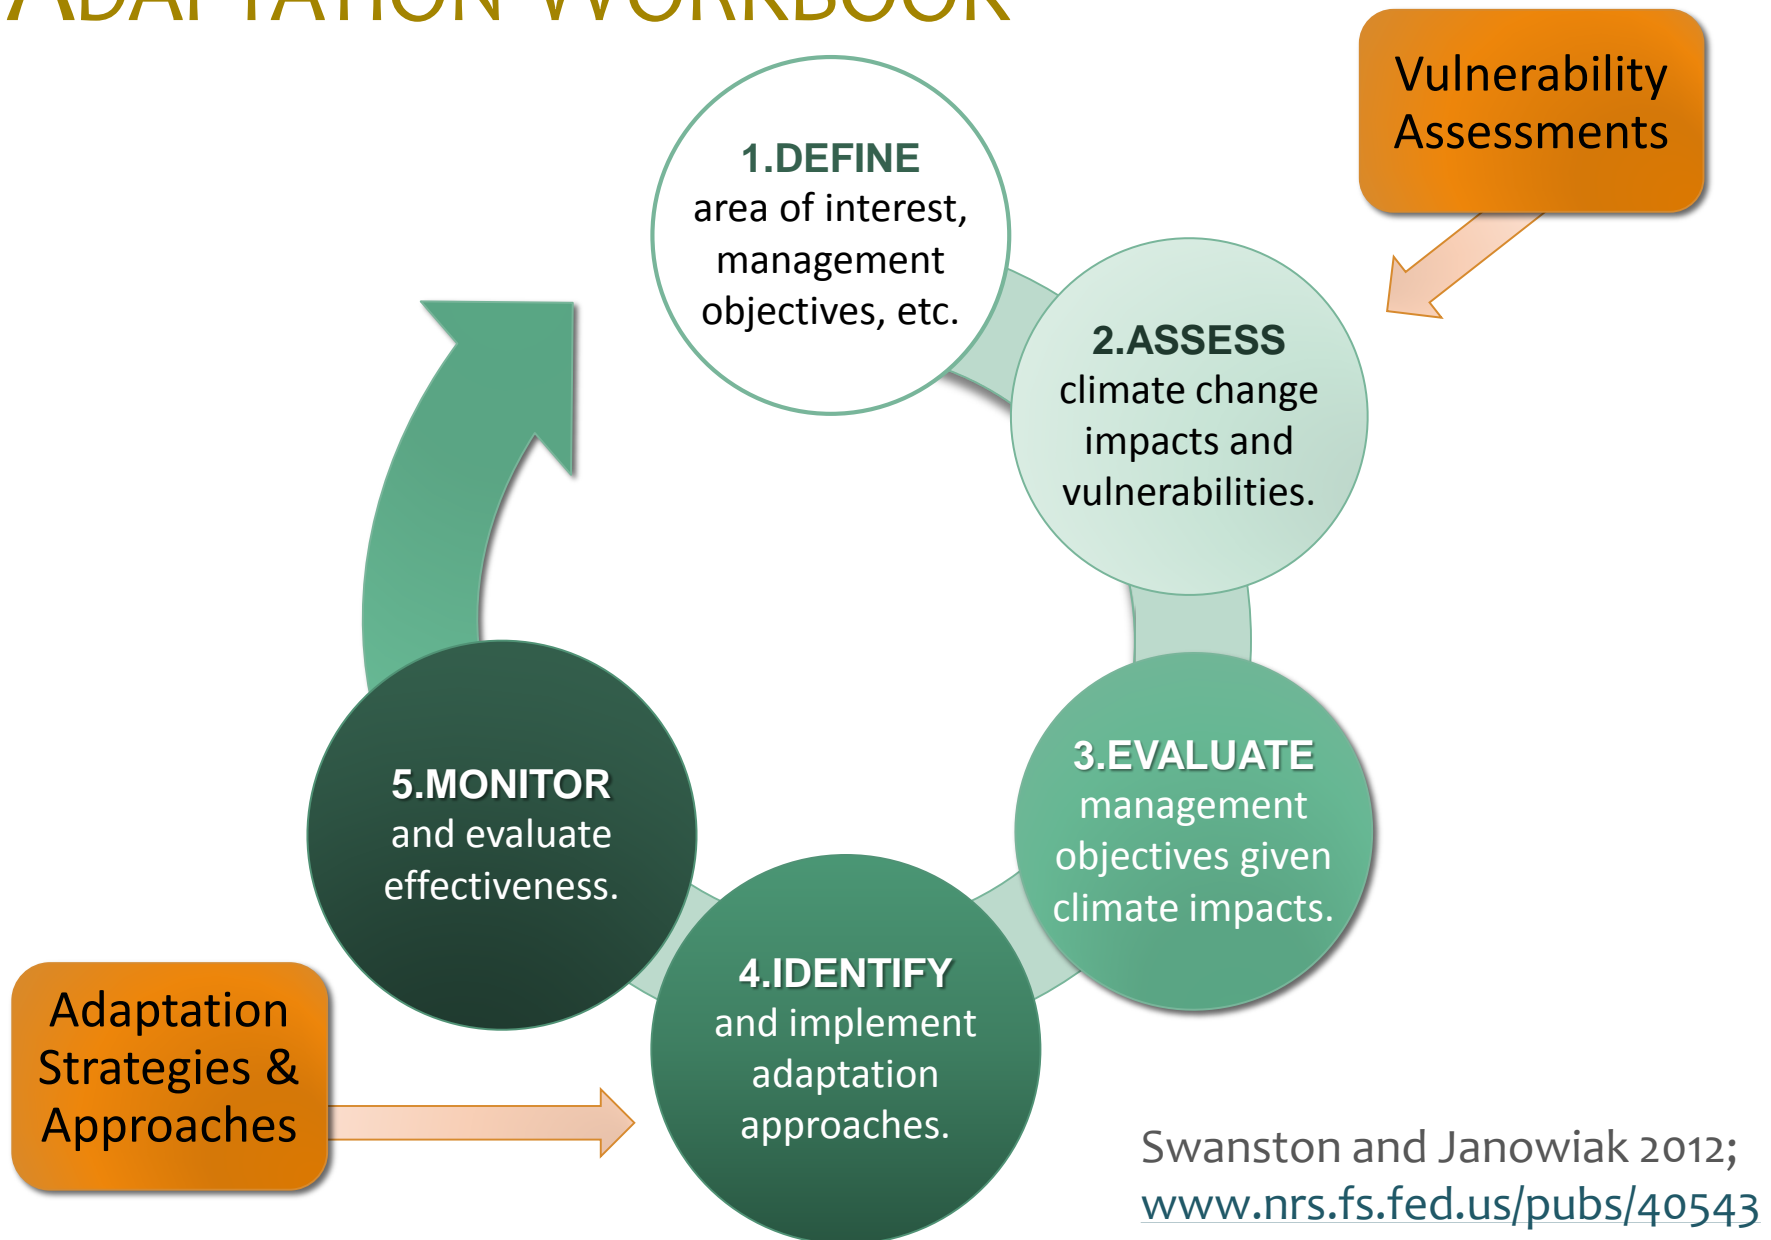 ADAPTATION WORKBOOK
Vulnerability
Assessments
1.DEFINE
area of interest,
management
objectives, etc.
2.ASSESS
climate change
impacts and
vulnerabilities.
3.EVALUATE
management
objectives given
climate impacts.
4.IDENTIFY
and implement
adaptation
approaches.
5.MONITOR
and evaluate
effectiveness.
Adaptation
Strategies &
Approaches
Swanston and Janowiak 2012;
www.nrs.fs.fed.us/pubs/40543